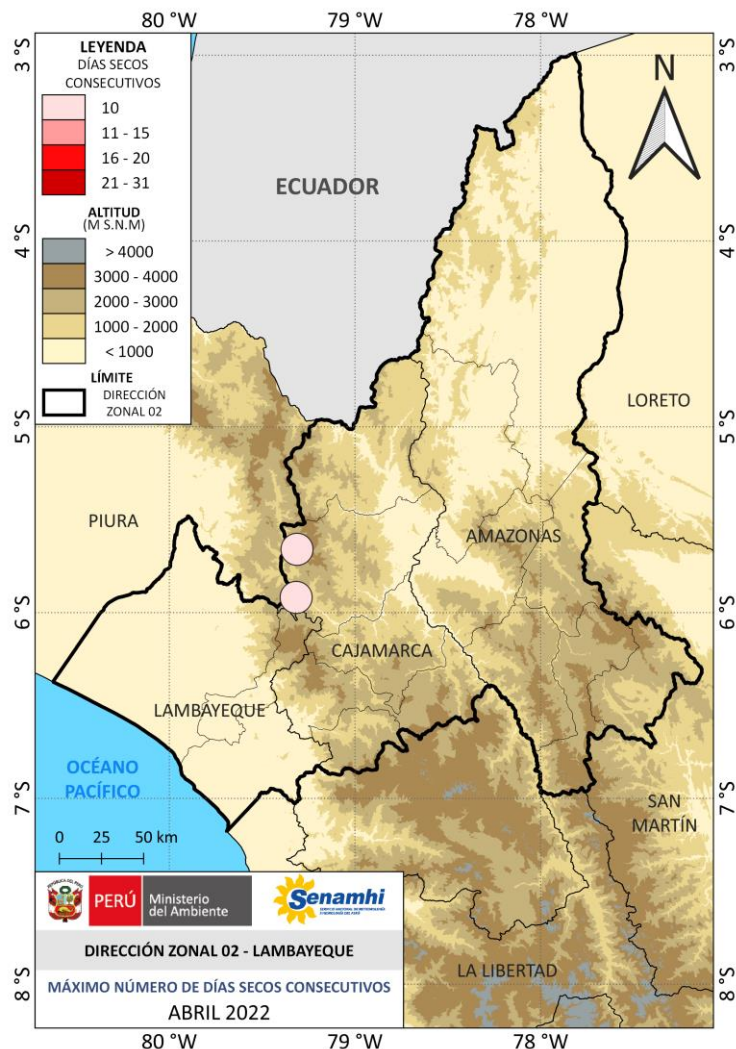 80 °W
79 °W
78 °W
3°S
4°S
5°S
6°S
7°S
8°S
LEYENDA
DÍAS SECOS
CONSECUTIVOS
10
11 - 15
16 - 20
21 - 31
ALTITUD
(M S.N.M)
> 4000
3000 - 4000
2000 - 3000
1000 - 2000
< 1000
LÍMITE
DIRECCIÓN
ZONAL 02
N
ECUADOR
LORETO
PIURA
AMAZONAS
CAJAMARCA
LAMBAYEQUE
OCÉANO
PACÍFICO
SAN
MARTÍN
LA LIBERTAD
0 25 50 km
PERÚ
Ministerio
del Ambiente
Senamhi
DIRECCIÓN ZONAL 02 - LAMBAYEQUE
MÁXIMO NÚMERO DE DÍAS SECOS CONSECUTIVOS
ABRIL 2022
3°S
4°S
5°S
6°S
7°S
8°S
80 °W
79 °W
78 °W